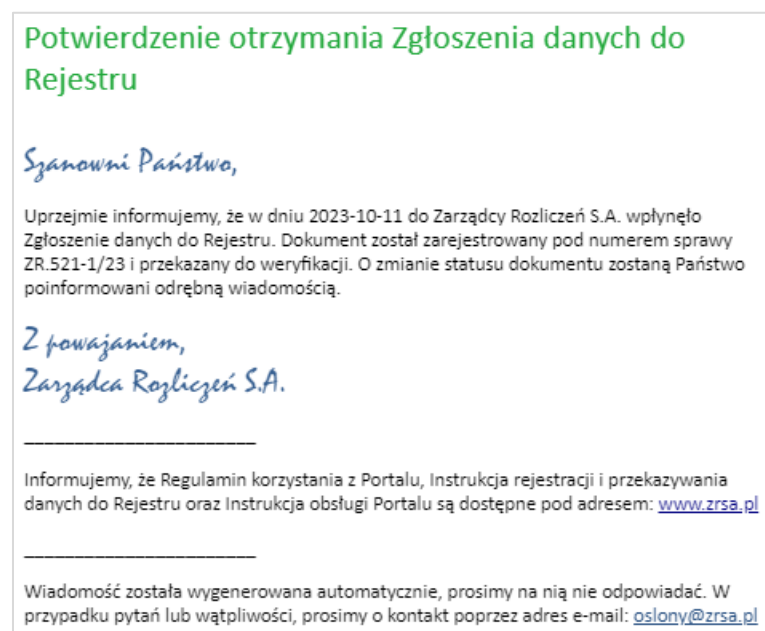 Potwierdzenie otrzymania Zgłoszenia danych do
Rejestru
Szanowni Państwo,
Uprzejmie informujemy, że w dniu 2023-10-11 do Zarządcy Rozliczeń S.A. wpłynęło
Zgłoszenie danych do Rejestru. Dokument został zarejestrowany pod numerem sprawy
ZR.521-1/23 i przekazany do weryfikacji. O zmianie statusu dokumentu zostaną Państwo
poinformowani odrębną wiadomością.
Z poważaniem,
Zarządca Rozliczeń S.A.
_______________________
Informujemy, że Regulamin korzystania z Portalu, Instrukcja rejestracji i przekazywania
danych do Rejestru oraz Instrukcja obsługi Portalu są dostępne pod adresem: www.zrsa.pl
_______________________
Wiadomość została wygenerowana automatycznie, prosimy na nią nie odpowiadać. W
przypadku pytań lub wątpliwości, prosimy o kontakt poprzez adres e-mail: oslony@zrsa.pl